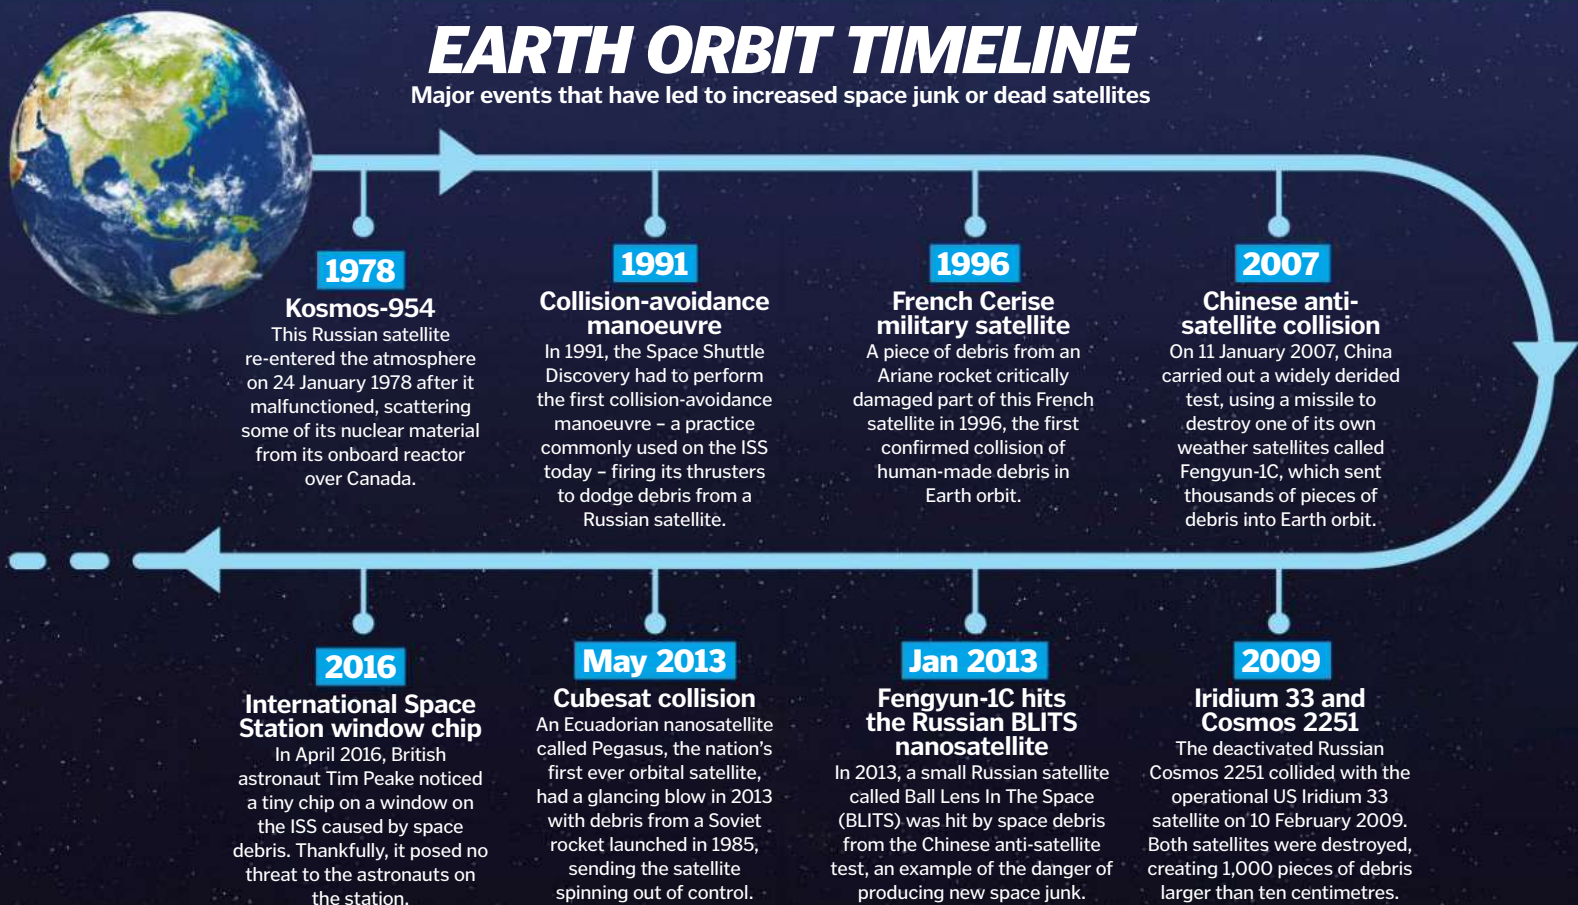 EARTH ORBIT TIMELINE
Major events that have led to increased space junk or dead satellites
1978
Kosmos-954
This Russian satellite
re-entered the atmosphere
on 24 January 1978 after it
malfunctioned, scattering
some of its nuclear material
from its onboard reactor
over Canada.
1991
Collision-avoidance
manoeuvre
In 1991, the Space Shuttle
Discovery had to perform
the first collision-avoidance
manoeuvre – a practice
commonly used on the ISS
today – firing its thrusters
to dodge debris from a
Russian satellite.
1996
French Cerise
military satellite
A piece of debris from an
Ariane rocket critically
damaged part of this French
satellite in 1996, the first
confirmed collision of
human-made debris in
Earth orbit.
2007
Chinese anti-
satellite collision
On 11 January 2007, China
carried out a widely derided
test, using a missile to
destroy one of its own
weather satellites called
Fengyun-1C, which sent
thousands of pieces of
debris into Earth orbit.
2009
Iridium 33 and
Cosmos 2251
The deactivated Russian
Cosmos 2251 collided with the
operational US Iridium 33
satellite on 10 February 2009.
Both satellites were destroyed,
creating 1,000 pieces of debris
larger than ten centimetres.
Jan 2013
Fengyun-1C hits
the Russian BLITS
nanosatellite
In 2013, a small Russian satellite
called Ball Lens In The Space
(BLITS) was hit by space debris
from the Chinese anti-satellite
test, an example of the danger of
producing new space junk.
May 2013
Cubesat collision
An Ecuadorian nanosatellite
called Pegasus, the nation's
first ever orbital satellite,
had a glancing blow in 2013
with debris from a Soviet
rocket launched in 1985,
sending the satellite
spinning out of control.
2016
International Space
Station window chip
In April 2016, British
astronaut Tim Peake noticed
a tiny chip on a window on
the ISS caused by space
debris. Thankfully, it posed no
threat to the astronauts on
the station.